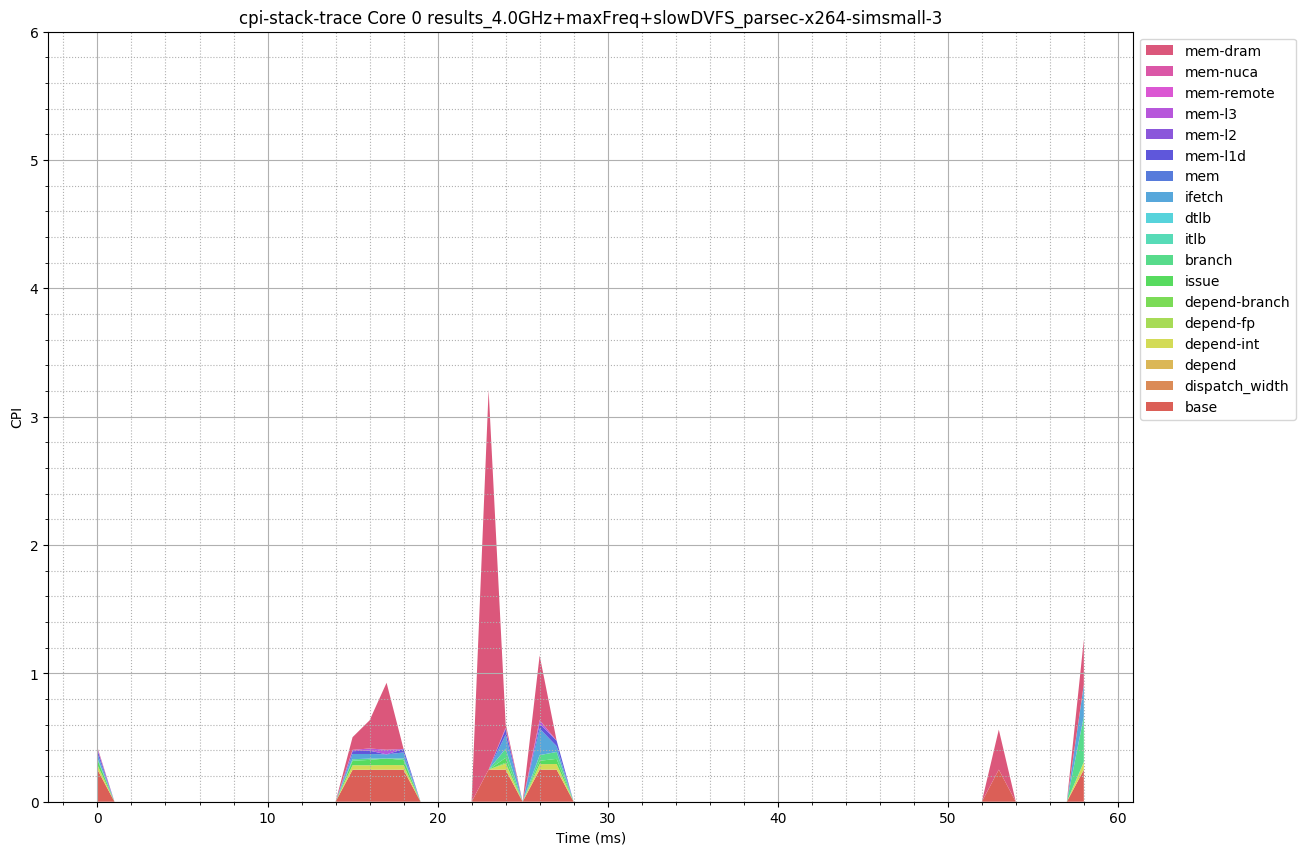 cpi-stack-trace Core 0 results_4.0GHz+maxFreq+slowDVFS_parsec-x264-simsmall-3
6
5
4
3
2
1
0
CPI
0 10 20 30 40 50 60
Time (ms)
mem-dram
mem-nuca
mem-remote
mem-l3
mem-l2
mem-l1d
mem
ifetch
dtlb
itlb
branch
issue
depend-branch
depend-fp
depend-int
depend
dispatch_width
base